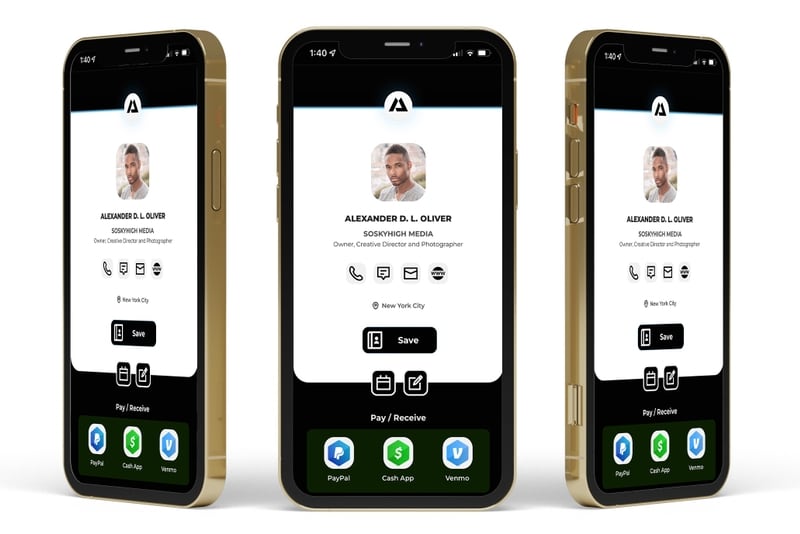 1:40
ALEXANDER D. L. OLIVER
SOSKYHIGH MEDIA
Owner, Creative Director and Photographer
WWW
New York City
Save
Pay / Receive
PayPal
Cash App
Venmo
1:40
ALEXANDER D. L. OLIVER
SOSKYHIGH MEDIA
Owner, Creative Director and Photographer
WWW
New York City
Save
Pay / Receive
$
PayPal
Cash App
Venmo
1:40
ALEXANDER D. L. OLIVER
SOSKYHIGH MEDIA
Owner, Creative Director and Photographer
WWW
New York City
Save
Pay / Receive
PayPal
Cash App
Venmo